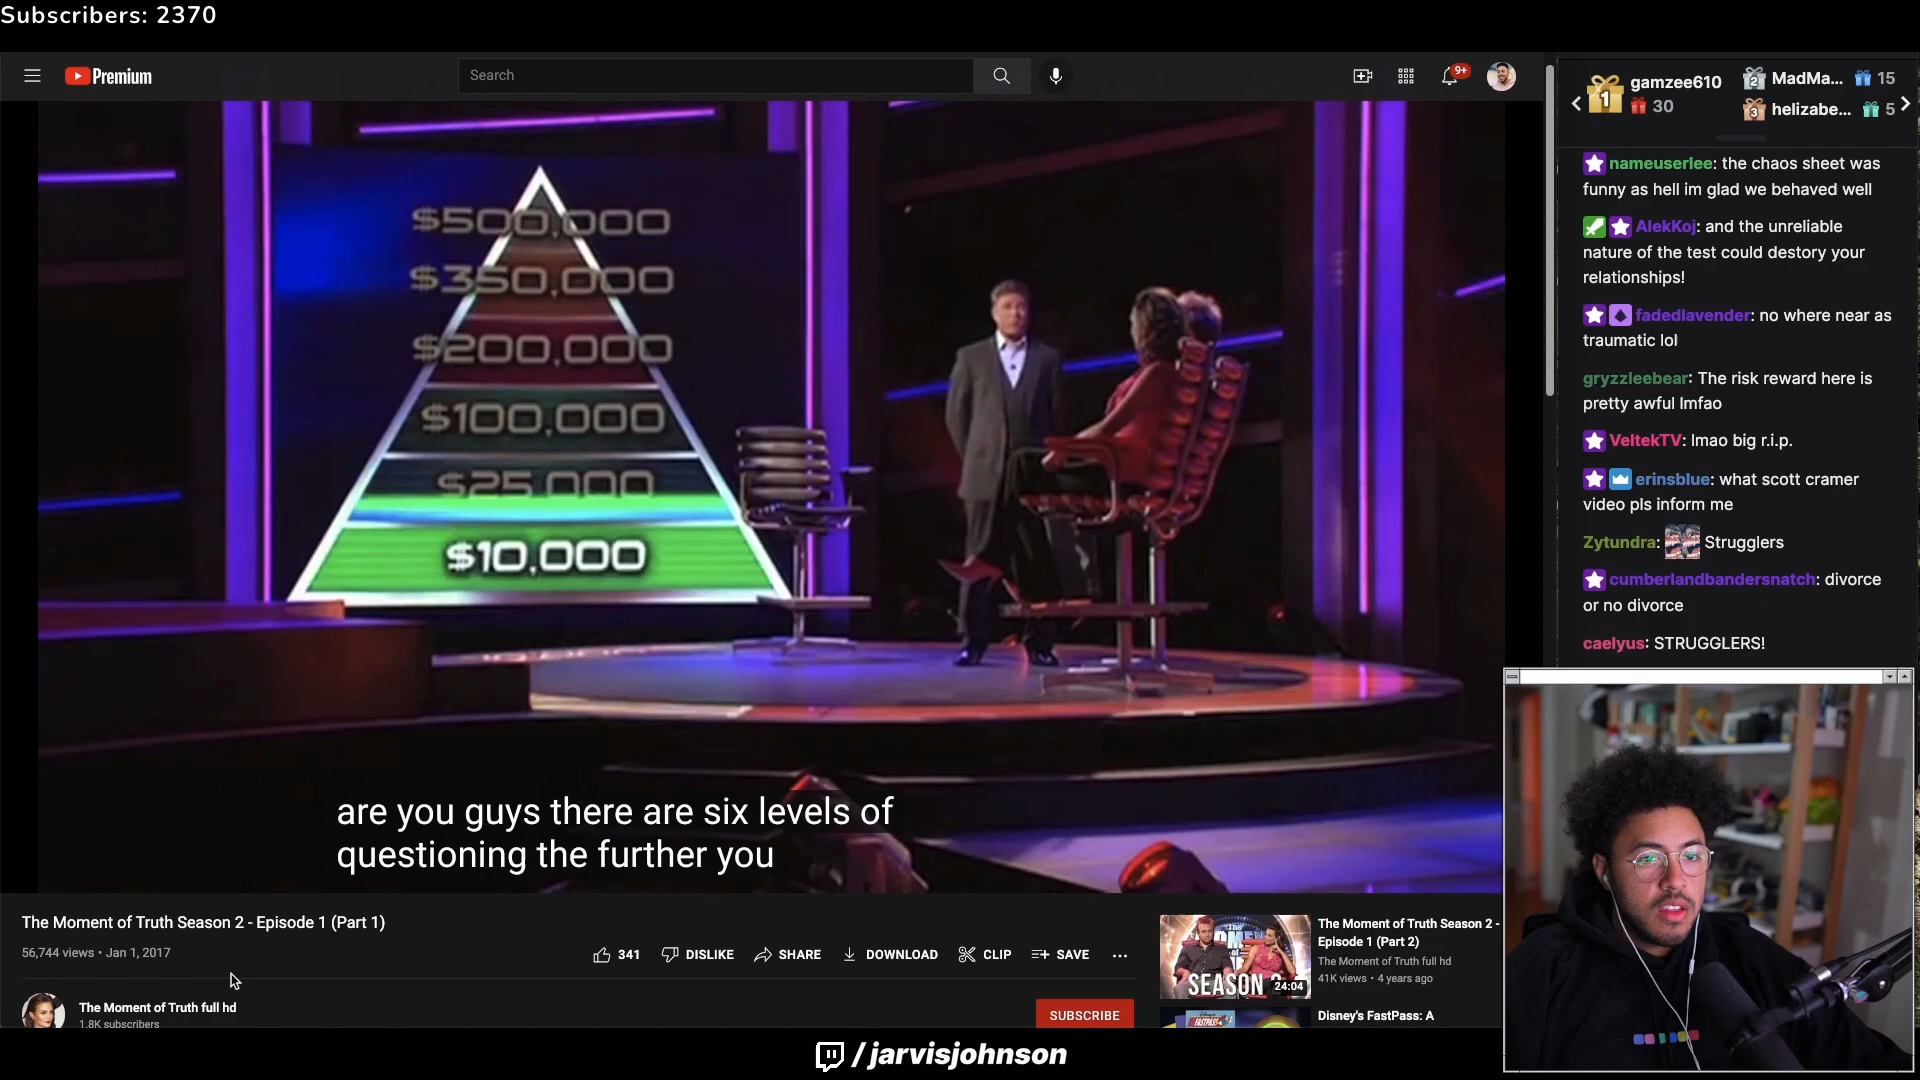 Subscribers: 2370
Premium
Search
9+
1
gamzee610
30
2
MadMa...
15
3
helizabe...
5
nameuserlee: the chaos sheet was
funny as hell im glad we behaved well
AlekKoj: and the unreliable
nature of the test could destory your
relationships!
fadedlavender: no where near as
traumatic lol
gryzzleebear: The risk reward here is
pretty awful lmfao
VeltekTV: lmao big r.i.p.
erinsblue: what scott cramer
video pls inform me
Zytundra: Strugglers
cumberlandbandersnatch: divorce
or no divorce
caelyus: STRUGGLERS!
$500,000
$350,000
$200,000
$100,000
$25,000
$10,000
are you guys there are six levels of
questioning the further you
The Moment of Truth Season 2 - Episode 1 (Part 1)
56,744 views • Jan 1, 2017
341
DISLIKE
SHARE
DOWNLOAD
CLIP
SAVE
The Moment of Truth full hd
1.8K subscribers
SUBSCRIBE
SEASON
24:04
The Moment of Truth Season 2 -
Episode 1 (Part 2)
The Moment of Truth full hd
41K views • 4 years ago
FASTPASS
Disney's FastPass: A
/jarvisjohnson